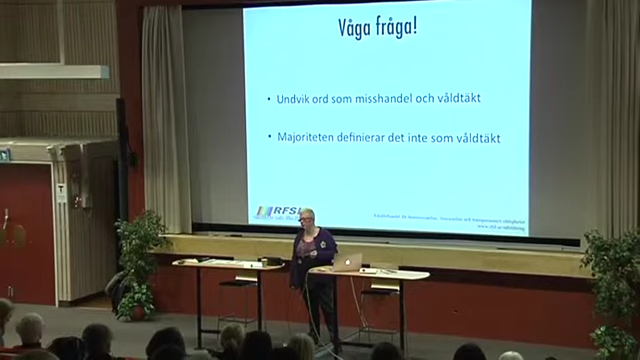 Våga fråga!
• Undvik ord som misshandel och våldtäkt
• Majoriteten definierar det inte som våldtäkt
RFSL